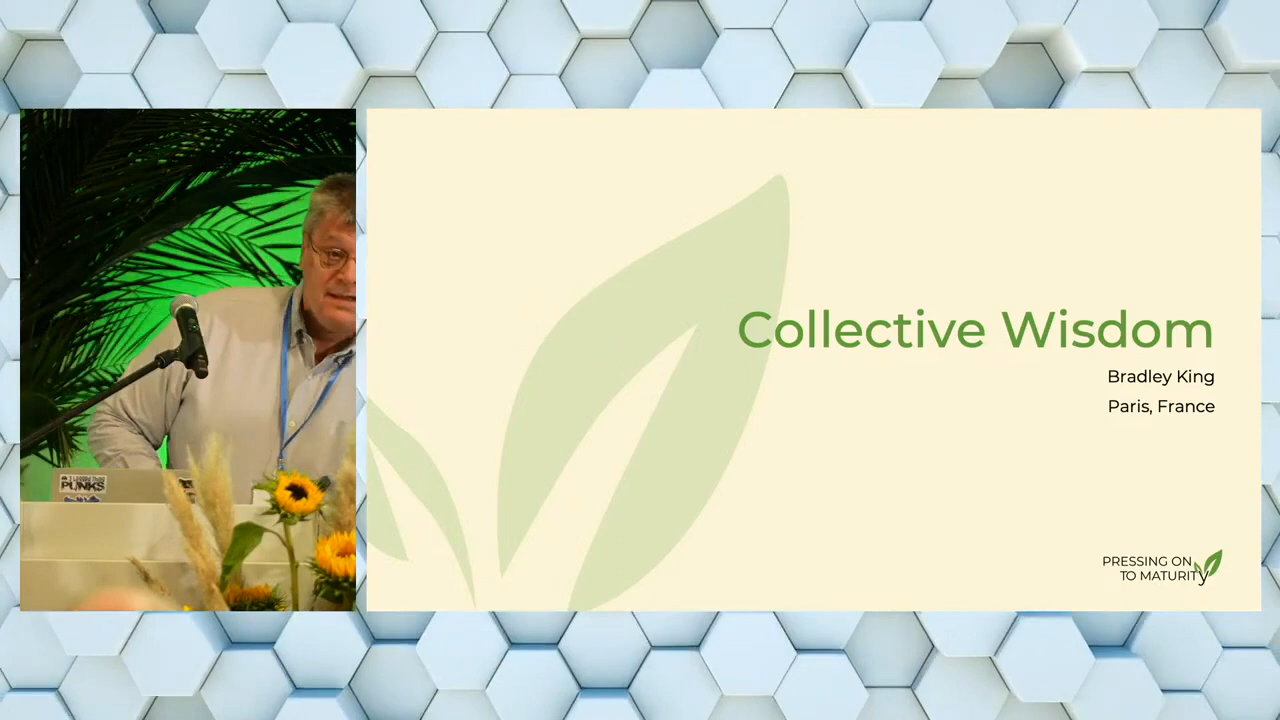 PUNKS
Collective Wisdom
Bradley King
Paris, France
PRESSING ON
TO MATURITY